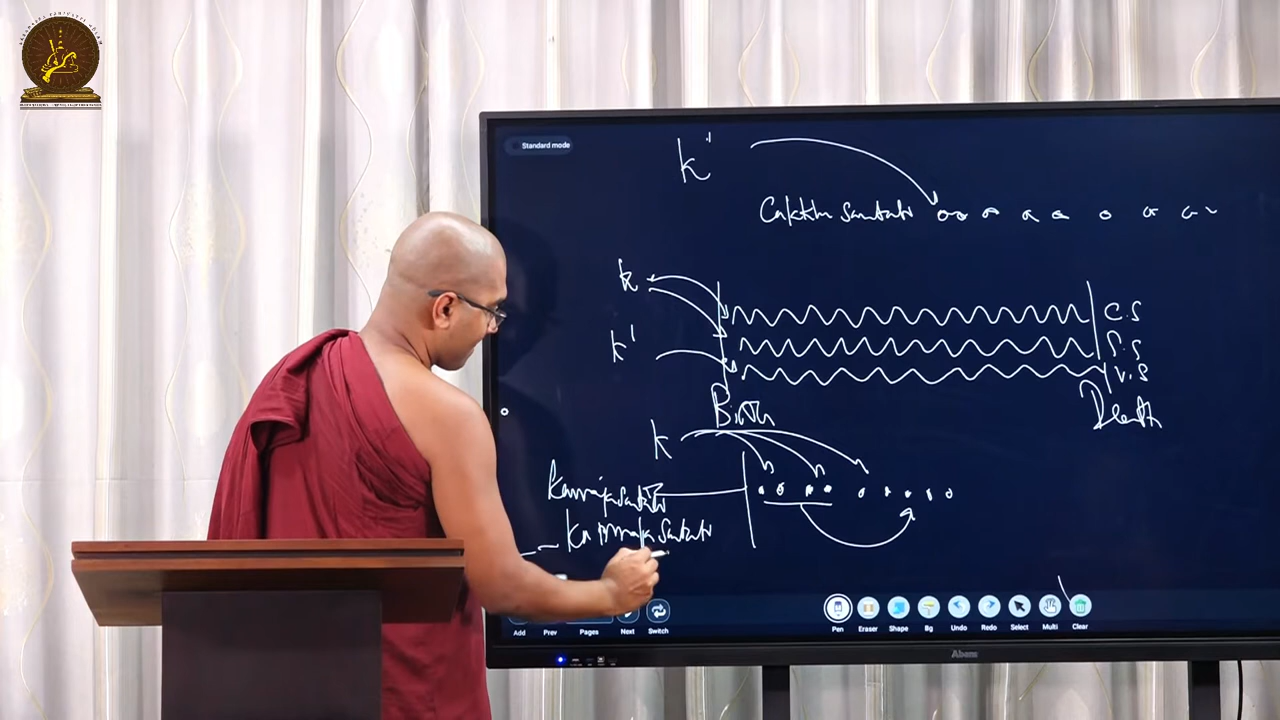 Standard mode
k'
Cakkhu Santati
k
C.S
k'
S.S
V.S
Birth
Death
k
Kammaja Santati
Kammaja Santati
Add Prev Pages Next Switch
Pen Eraser Shape Bg Undo Redo Select Multi Clear